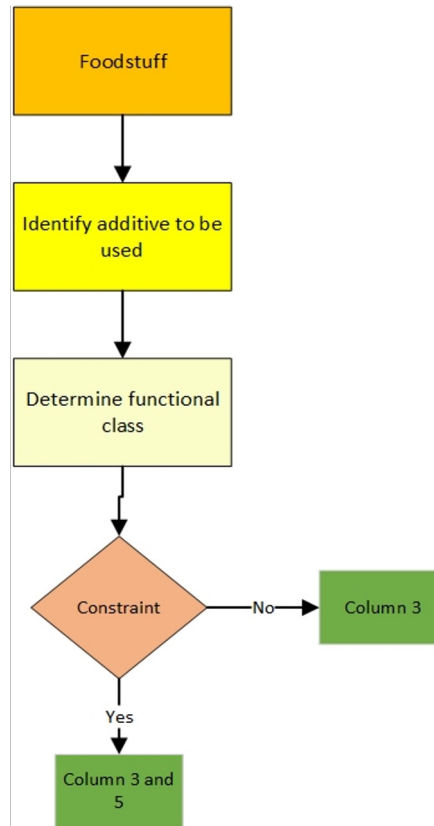 Foodstuff
Identify additive to be
used
Determine functional
class
Constraint
No
Column 3
Yes
Column 3 and
5